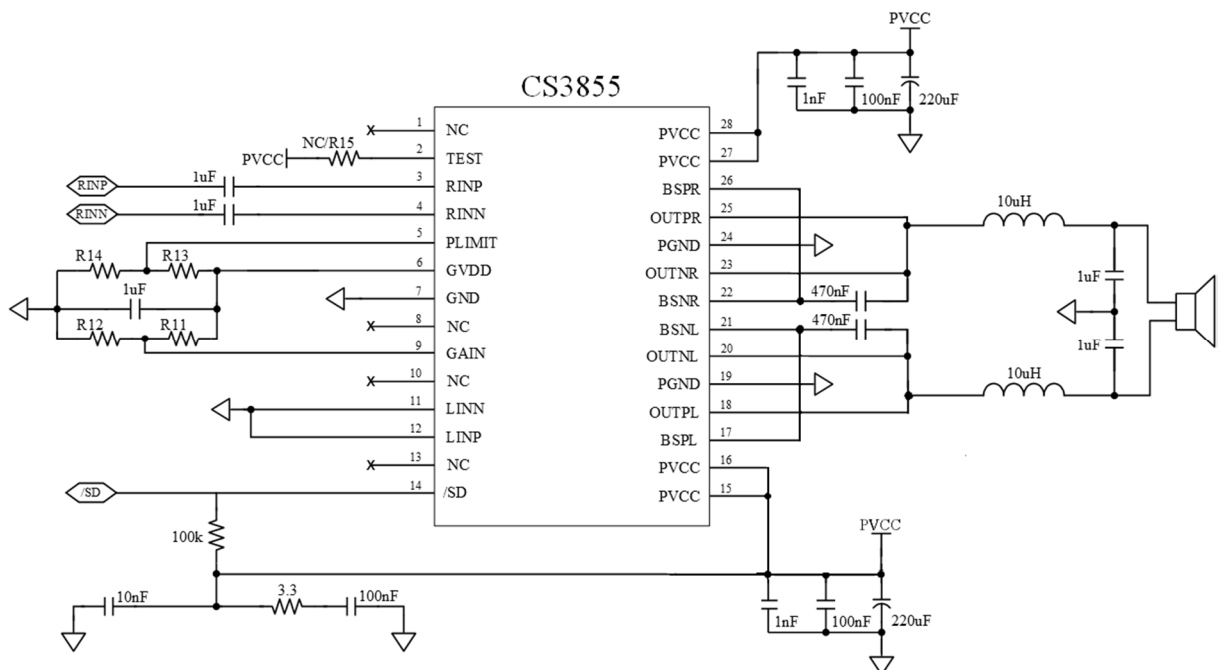 PVCC
1nF
100nF
220uF
CS3855
1 NC
PVCC NC/R15 2 TEST
RINP 1uF 3 RINP
RINN 1uF 4 RINN
5 PLIMIT
R14 R13 6 GVDD
1uF
7 GND
R12 R11
8 NC
9 GAIN
10 NC
11 LINN
12 LINP
13 NC
/SD 14 /SD
PVCC 28
PVCC 27
BSPR 26
OUTPR 25
PGND 24
OUTNR 23
BSNR 22
470nF
BSNL 21
470nF
OUTNL 20
PGND 19
OUTPL 18
BSPL 17
PVCC 16
PVCC 15
10uH
1uF
1uF
10uH
100k
10nF
3.3
100nF
PVCC
1nF
100nF
220uF